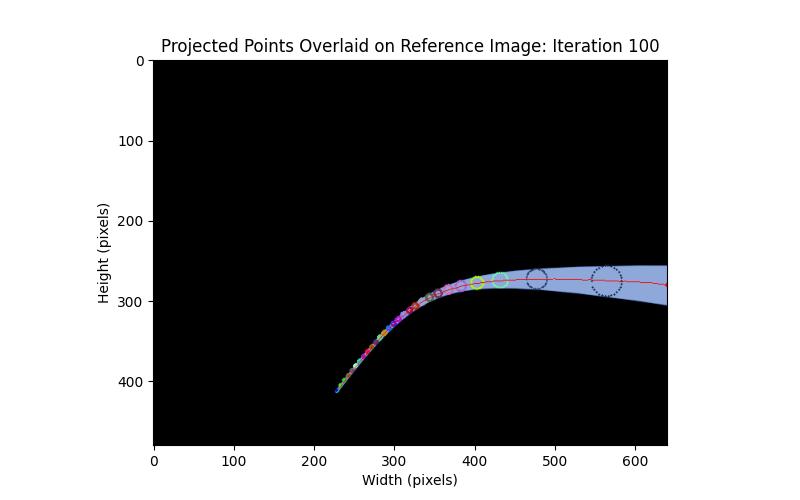 Projected Points Overlaid on Reference Image: Iteration 100
0
100
200
300
400
Height (pixels)
0 100 200 300 400 500 600
Width (pixels)